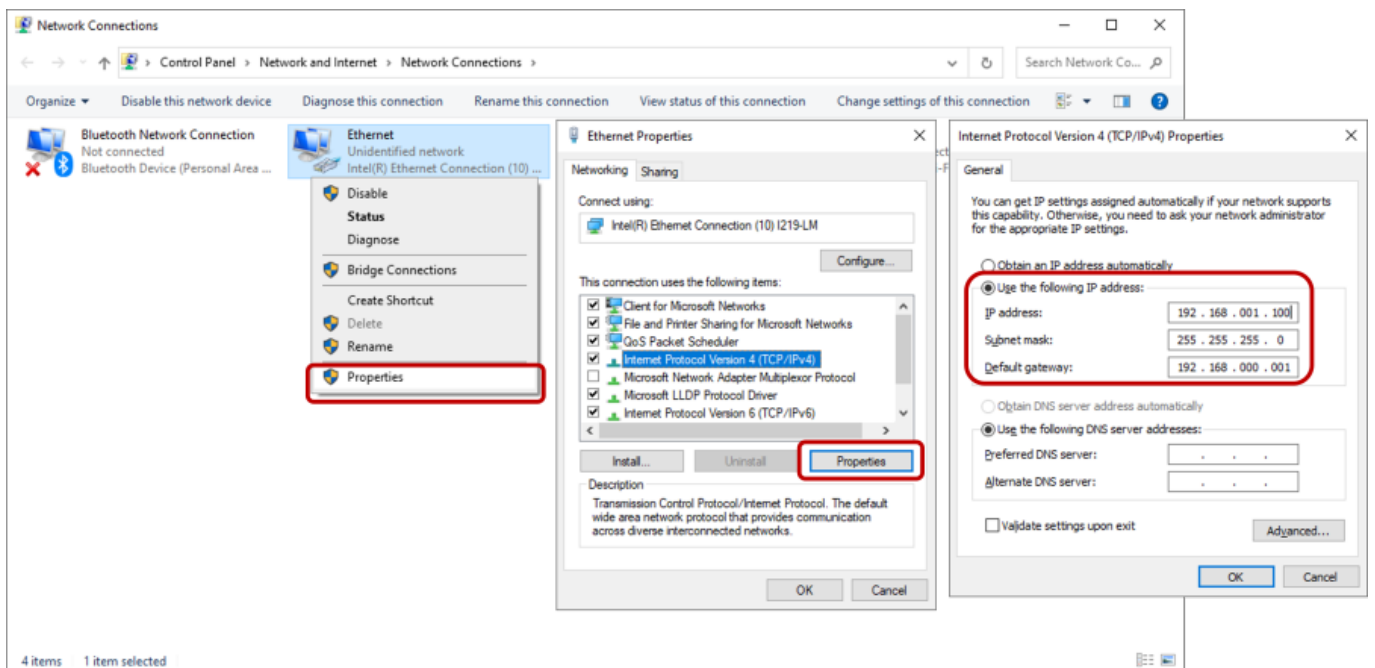 Network Connections
Control Panel > Network and Internet > Network Connections >
Search Network Co...
Organize
Disable this network device
Diagnose this connection
Rename this connection
View status of this connection
Change settings of this connection
Bluetooth Network Connection
Not connected
Bluetooth Device (Personal Area ...
Ethernet
Unidentified network
Intel(R) Ethernet Connection (10) ...
Disable
Status
Diagnose
Bridge Connections
Create Shortcut
Delete
Rename
Properties
Ethernet Properties
Networking
Sharing
Connect using:
Intel(R) Ethernet Connection (10) I219-LM
Configure...
This connection uses the following items:
Client for Microsoft Networks
File and Printer Sharing for Microsoft Networks
QoS Packet Scheduler
Internet Protocol Version 4 (TCP/IPv4)
Microsoft Network Adapter Multiplexor Protocol
Microsoft LLDP Protocol Driver
Internet Protocol Version 6 (TCP/IPv6)
Install...
Uninstall
Properties
Description
Transmission Control Protocol/Internet Protocol. The default
wide area network protocol that provides communication
across diverse interconnected networks.
OK
Cancel
Internet Protocol Version 4 (TCP/IPv4) Properties
General
You can get IP settings assigned automatically if your network supports
this capability. Otherwise, you need to ask your network administrator
for the appropriate IP settings.
Obtain an IP address automatically
Use the following IP address:
IP address:
192 . 168 . 001 . 100
Subnet mask:
255 . 255 . 255 . 0
Default gateway:
192 . 168 . 000 . 001
Obtain DNS server address automatically
Use the following DNS server addresses:
Preferred DNS server:
Alternate DNS server:
Validate settings upon exit
Advanced...
OK
Cancel
4 items
1 item selected